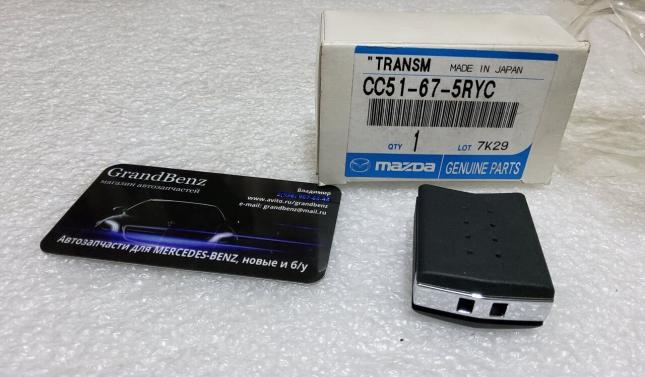 "TRANSM MADE IN JAPAN
CC51-67-5RYC
QTY 1 LOT 7K29
mazda GENUINE PARTS
GrandBenz
магазин автозапчастей
Владимир
www.avito.ru/grandbenz
e-mail: grandbenz@mail.ru
Автозапчасти для MERCEDES-BENZ, новые и б/у